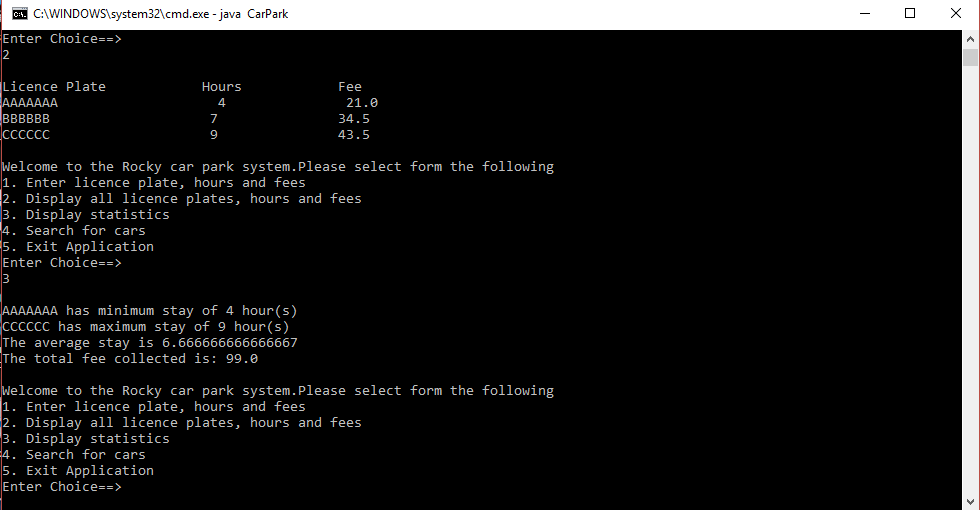 C:\WINDOWS\system32\cmd.exe - java CarPark
Enter Choice==>
2
Licence Plate Hours Fee
AAAAAAA 4 21.0
BBBBBB 7 34.5
CCCCCC 9 43.5
Welcome to the Rocky car park system.Please select form the following
1. Enter licence plate, hours and fees
2. Display all licence plates, hours and fees
3. Display statistics
4. Search for cars
5. Exit Application
Enter Choice==>
3
AAAAAAA has minimum stay of 4 hour(s)
CCCCCC has maximum stay of 9 hour(s)
The average stay is 6.666666666666667
The total fee collected is: 99.0
Welcome to the Rocky car park system.Please select form the following
1. Enter licence plate, hours and fees
2. Display all licence plates, hours and fees
3. Display statistics
4. Search for cars
5. Exit Application
Enter Choice==>